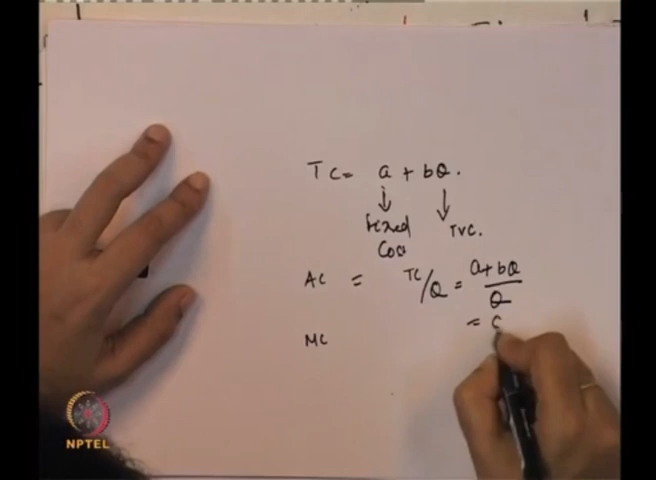 TC = a + bQ.
↓ ↓
fixed TVC.
Cost
AC = TC/Q = a+bQ/Q
=
MC
NPTEL